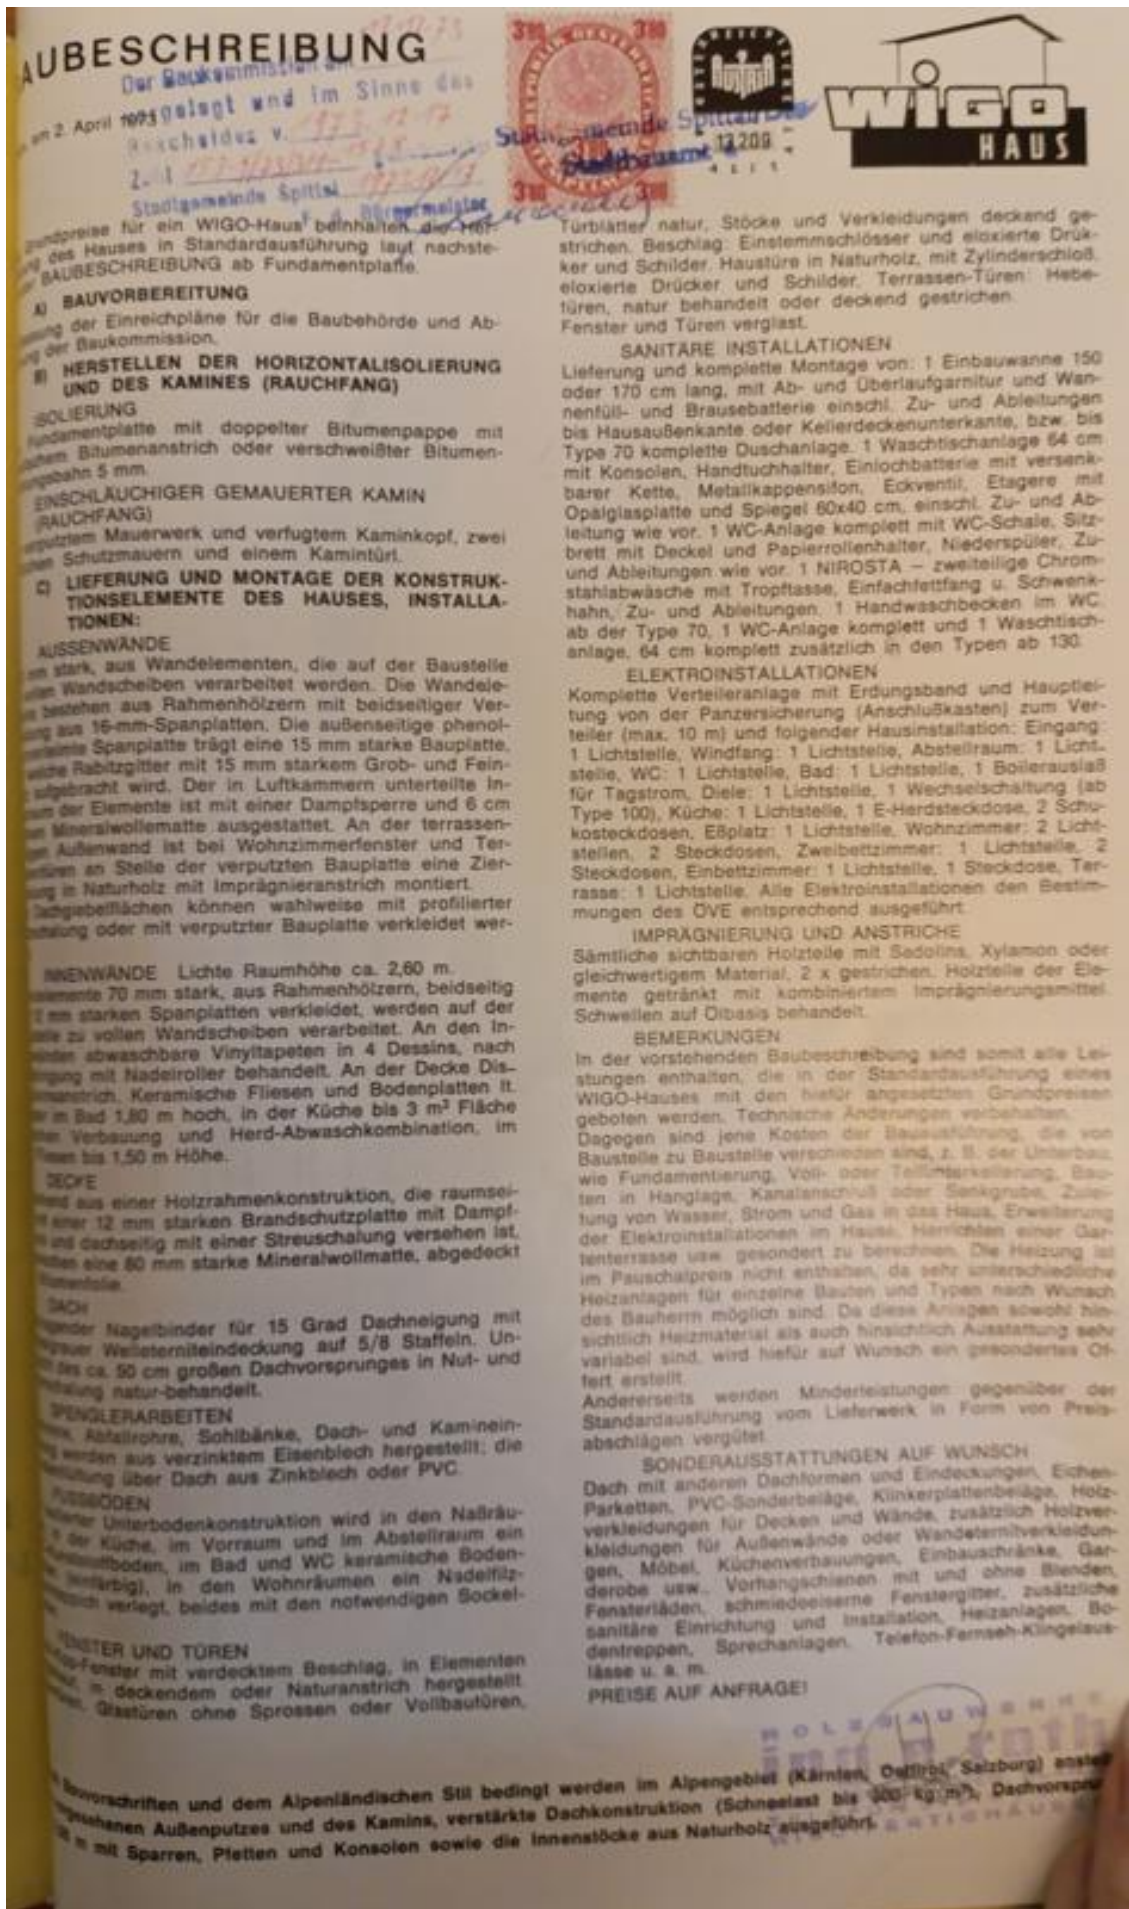 AUBESCHREIBUNG
am 2. April 1973
Der Baukommission am
vorgelegt und im Sinne des
Bescheides v.
Stadtgemeinde Spittal
Bürgermeister
3'80 3'80
3'80
3'80 3'80
Stadtgemeinde Spittal
Stadtbauamt
13.209
WIGO
HAUS
Grundpreise für ein WIGO-Haus beinhalten die Her-
des Hauses in Standardausführung laut nachste-
BAUBESCHREIBUNG ab Fundamentplatte.
A) BAUVORBEREITUNG
der Einreichpläne für die Baubehörde und Ab-
der Baukommission.
B) HERSTELLEN DER HORIZONTALISOLIERUNG
UND DES KAMINES (RAUCHFANG)
ISOLIERUNG
Fundamentplatte mit doppelter Bitumenpappe mit
Bitumenanstrich oder verschweißter Bitumen-
5 mm.
EINSCHLÄUCHIGER GEMAUERTER KAMIN
(RAUCHFANG)
Mauerwerk und verfugtem Kaminkopf, zwei
Schutzmauern und einem Kamintürl.
C) LIEFERUNG UND MONTAGE DER KONSTRUK-
TIONSELEMENTE DES HAUSES, INSTALLA-
TIONEN:
AUSSENWÄNDE
stark, aus Wandelementen, die auf der Baustelle
Wandscheiben verarbeitet werden. Die Wandele-
bestehen aus Rahmenhölzern mit beidseitiger Ver-
aus 16-mm-Spanplatten. Die außenseitige phenol-
Spanplatte trägt eine 15 mm starke Bauplatte,
Rabitzgitter mit 15 mm starkem Grob- und Fein-
aufgebracht wird. Der in Luftkammern unterteilte In-
der Elemente ist mit einer Dampfsperre und 6 cm
Mineralwollematte ausgestattet. An der terrassen-
Außenwand ist bei Wohnzimmerfenster und Ter-
an Stelle der verputzten Bauplatte eine Zier-
in Naturholz mit Imprägnieranstrich montiert.
Dachgiebelflächen können wahlweise mit profilierter
oder mit verputzter Bauplatte verkleidet wer-
INNENWÄNDE Lichte Raumhöhe ca. 2,60 m.
70 mm stark, aus Rahmenhölzern, beidseitig
mm starken Spanplatten verkleidet, werden auf der
zu vollen Wandscheiben verarbeitet. An den In-
abwaschbare Vinyltapeten in 4 Dessins, nach
mit Nadelroller behandelt. An der Decke Dis-
Keramische Fliesen und Bodenplatten lt.
im Bad 1,80 m hoch, in der Küche bis 3 m² Fläche
Verbauung und Herd-Abwaschkombination, im
bis 1,50 m Höhe.
DECKE
aus einer Holzrahmenkonstruktion, die raumsei-
einer 12 mm starken Brandschutzplatte mit Dampf-
und dachseitig mit einer Streuschalung versehen ist.
eine 80 mm starke Mineralwollmatte, abgedeckt
DACH
Nagelbinder für 15 Grad Dachneigung mit
Welleterniteindeckung auf 5/8 Staffeln. Un-
des ca. 50 cm großen Dachvorsprunges in Nut- und
natur-behandelt.
SPENGLERARBEITEN
Abfallrohre, Sohlbänke, Dach- und Kaminein-
werden aus verzinktem Eisenblech hergestellt; die
über Dach aus Zinkblech oder PVC.
FUSSBÖDEN
Unterbodenkonstruktion wird in den Naßräu-
der Küche, im Vorraum und im Abstellraum ein
im Bad und WC keramische Boden-
in den Wohnräumen ein Nadelfilz-
verlegt, beides mit den notwendigen Sockel-
FENSTER UND TÜREN
mit verdecktem Beschlag, in Elementen
in deckendem oder Naturanstrich hergestellt.
Glastüren ohne Sprossen oder Vollbautüren,
Türblätter natur, Stöcke und Verkleidungen deckend ge-
strichen. Beschlag: Einstemmschlösser und eloxierte Drük-
ker und Schilder. Haustüre in Naturholz, mit Zylinderschloß,
eloxierte Drücker und Schilder. Terrassen-Türen: Hebe-
türen, natur behandelt oder deckend gestrichen.
Fenster und Türen verglast.
SANITÄRE INSTALLATIONEN
Lieferung und komplette Montage von: 1 Einbauwanne 150
oder 170 cm lang, mit Ab- und Überlaufgarnitur und Wan-
nenfüll- und Brausebatterie einschl. Zu- und Ableitungen
bis Hausaußenkante oder Kellerdeckenunterkante, bzw. bis
Type 70 komplette Duschanlage. 1 Waschtischanlage 64 cm
mit Konsolen, Handtuchhalter, Einlochbatterie mit versenk-
barer Kette, Metallkappensifon, Eckventil, Etagere mit
Opalglasplatte und Spiegel 60x40 cm, einschl. Zu- und Ab-
leitung wie vor. 1 WC-Anlage komplett mit WC-Schale, Sitz-
brett mit Deckel und Papierrollenhalter, Niederspüler, Zu-
und Ableitungen wie vor. 1 NIROSTA – zweiteilige Chrom-
stahlabwäsche mit Tropftasse, Einfachfettfang u. Schwenk-
hahn, Zu- und Ableitungen. 1 Handwaschbecken im WC
ab der Type 70, 1 WC-Anlage komplett und 1 Waschtisch-
anlage, 64 cm komplett zusätzlich in den Typen ab 130.
ELEKTROINSTALLATIONEN
Komplette Verteileranlage mit Erdungsband und Hauptlei-
tung von der Panzersicherung (Anschlußkasten) zum Ver-
teiler (max. 10 m) und folgender Hausinstallation: Eingang:
1 Lichtstelle, Windfang: 1 Lichtstelle, Abstellraum: 1 Licht-
stelle, WC: 1 Lichtstelle, Bad: 1 Lichtstelle, 1 Boilerauslaß
für Tagstrom, Diele: 1 Lichtstelle, 1 Wechselschaltung (ab
Type 100), Küche: 1 Lichtstelle, 1 E-Herdsteckdose, 2 Schu-
kosteckdosen, Eßplatz: 1 Lichtstelle, Wohnzimmer: 2 Licht-
stellen, 2 Steckdosen, Zweibettzimmer: 1 Lichtstelle, 2
Steckdosen, Einbettzimmer: 1 Lichtstelle, 1 Steckdose, Ter-
rasse: 1 Lichtstelle. Alle Elektroinstallationen den Bestim-
mungen des ÖVE entsprechend ausgeführt.
IMPRÄGNIERUNG UND ANSTRICHE
Sämtliche sichtbaren Holzteile mit Sadolins, Xylamon oder
gleichwertigem Material, 2 x gestrichen. Holzteile der Ele-
mente getränkt mit kombiniertem Imprägnierungsmittel.
Schwellen auf Ölbasis behandelt.
BEMERKUNGEN
In der vorstehenden Baubeschreibung sind somit alle Lei-
stungen enthalten, die in der Standardausführung eines
WIGO-Hauses mit den hiefür angesetzten Grundpreisen
geboten werden. Technische Änderungen vorbehalten.
Dagegen sind jene Kosten der Bauausführung, die von
Baustelle zu Baustelle verschieden sind, z. B. der Unterbau,
wie Fundamentierung, Voll- oder Teilunterkellerung, Bau-
ten in Hanglage, Kanalanschluß oder Senkgrube, Zulei-
tung von Wasser, Strom und Gas in das Haus, Erweiterung
der Elektroinstallationen im Hause, Herrichten einer Gar-
tenterrasse usw. gesondert zu berechnen. Die Heizung ist
im Pauschalpreis nicht enthalten, da sehr unterschiedliche
Heizanlagen für einzelne Bauten und Typen nach Wunsch
des Bauherrn möglich sind. Da diese Anlagen sowohl hin-
sichtlich Heizmaterial als auch hinsichtlich Ausstattung sehr
variabel sind, wird hiefür auf Wunsch ein gesondertes Of-
fert erstellt.
Andererseits werden Minderleistungen gegenüber der
Standardausführung vom Lieferwerk in Form von Preis-
abschlägen vergütet.
SONDERAUSSTATTUNGEN AUF WUNSCH
Dach mit anderen Dachformen und Eindeckungen, Eichen-
Parketten, PVC-Sonderbeläge, Klinkerplattenbeläge, Holz-
verkleidungen für Decken und Wände, zusätzlich Holzver-
kleidungen für Außenwände oder Wandeternitverkleidun-
gen, Möbel, Küchenverbauungen, Einbauschränke, Gar-
derobe usw., Vorhangschienen mit und ohne Blenden,
Fensterläden, schmiedeeiserne Fenstergitter, zusätzliche
sanitäre Einrichtung und Installation, Heizanlagen, Bo-
dentreppen, Sprechanlagen, Telefon-Fernseh-Klingelaus-
lässe u. a. m.
PREISE AUF ANFRAGE!
HOLZBAUWERKE
Bauvorschriften und dem Alpenländischen Stil bedingt werden im Alpengebiet (Kärnten, Osttirol, Salzburg) anstelle
Außenputzes und des Kamins, verstärkte Dachkonstruktion (Schneelast bis 300 kg m²), Dachvorsprung
m mit Sparren, Pfetten und Konsolen sowie die Innenstöcke aus Naturholz ausgeführt.